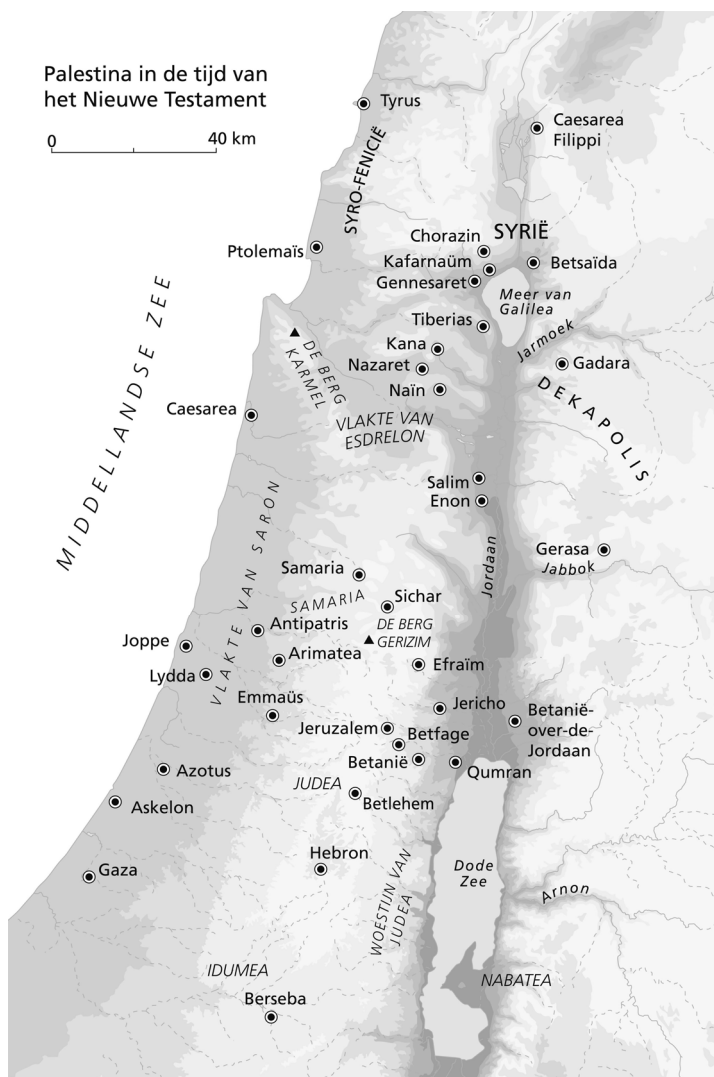 Palestina in de tijd van
het Nieuwe Testament
0
40 km
Tyrus
Caesarea
Filippi
SYRO-FENICIË
Ptolemaïs
Chorazin
SYRIË
Kafarnaüm
Betsaïda
Gennesaret
Meer van
Galilea
Tiberias
Jarmoek
Kana
Nazaret
Gadara
Naïn
DE BERG
KARMEL
DEKAPOLIS
MIDDELLANDSE ZEE
Caesarea
VLAKTE VAN
ESDRELON
Salim
Enon
VLAKTE VAN SARON
Jordaan
Gerasa
Jabbok
Samaria
SAMARIA
Sichar
Antipatris
DE BERG
GERIZIM
Joppe
Arimatea
Efraïm
Lydda
Emmaüs
Jericho
Betanië-
over-de-
Jordaan
Jeruzalem
Betfage
Betanië
Qumran
Azotus
JUDEA
Askelon
Betlehem
Gaza
Hebron
WOESTIJN VAN
JUDEA
Dode
Zee
Arnon
IDUMEA
NABATEA
Berseba